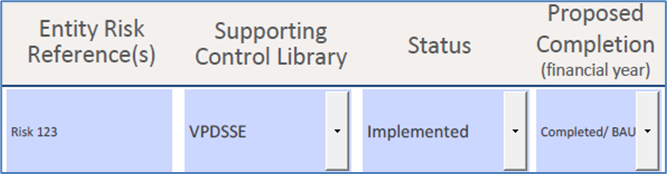 Entity Risk
Reference(s)
Supporting
Control Library
Status
Proposed
Completion
(financial year)
Risk 123
VPDSSE
Implemented
Completed/ BAU